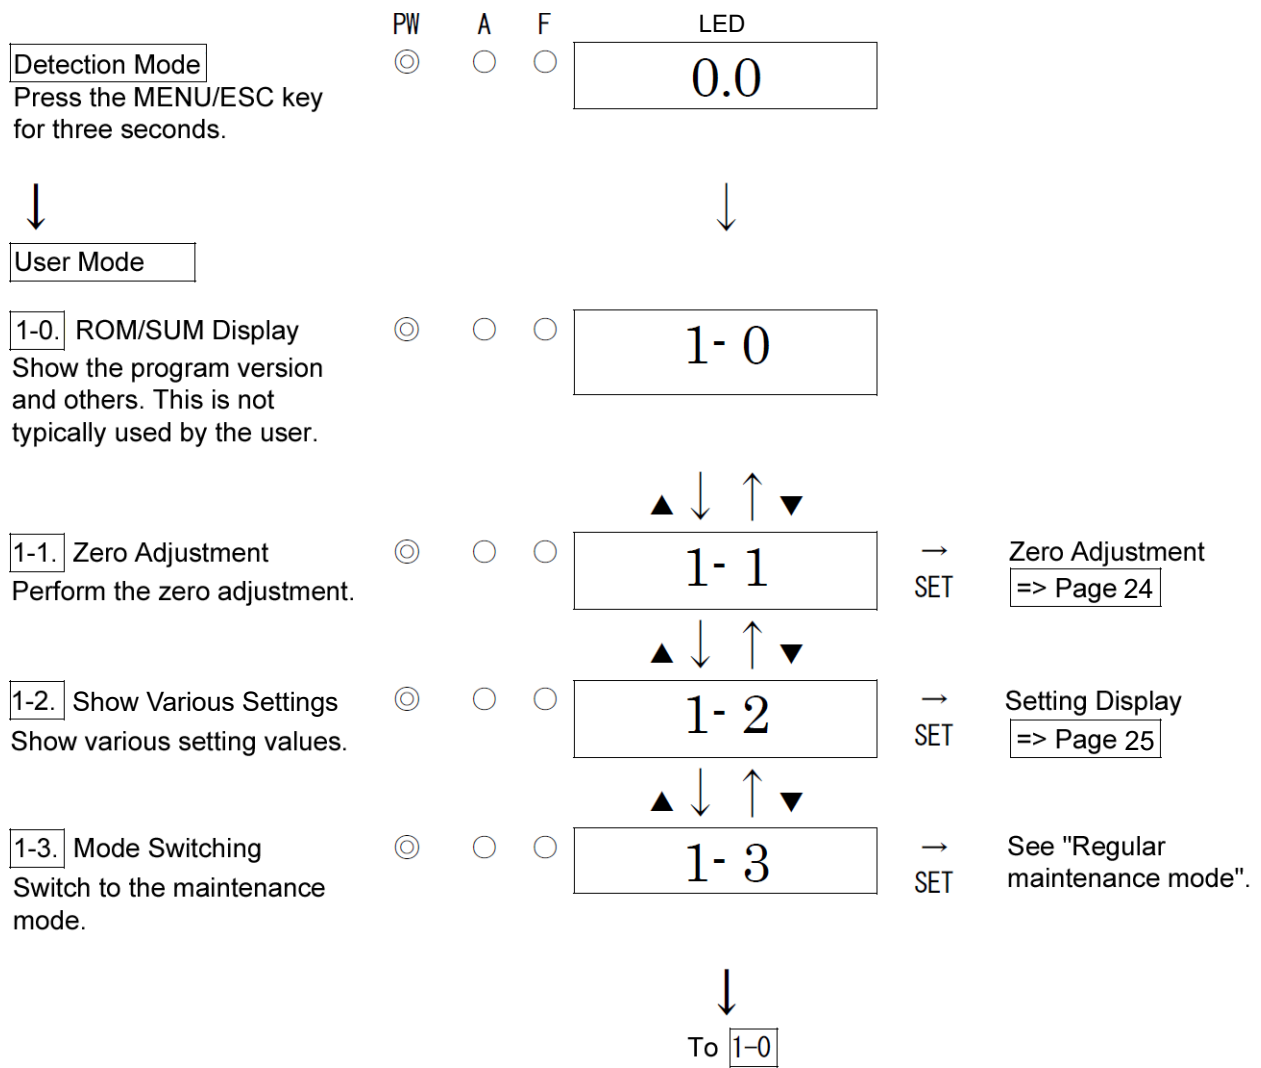 PW A F LED
Detection Mode ◎ ○ ○ 0.0
Press the MENU/ESC key
for three seconds.
↓ ↓
User Mode
1-0. ROM/SUM Display ◎ ○ ○ 1- 0
Show the program version
and others. This is not
typically used by the user.
▲ ↓ ↑ ▼
1-1. Zero Adjustment ◎ ○ ○ 1- 1 → Zero Adjustment
Perform the zero adjustment. SET => Page 24
▲ ↓ ↑ ▼
1-2. Show Various Settings ◎ ○ ○ 1- 2 → Setting Display
Show various setting values. SET => Page 25
▲ ↓ ↑ ▼
1-3. Mode Switching ◎ ○ ○ 1- 3 → See "Regular
Switch to the maintenance SET maintenance mode".
mode.
↓
To 1-0